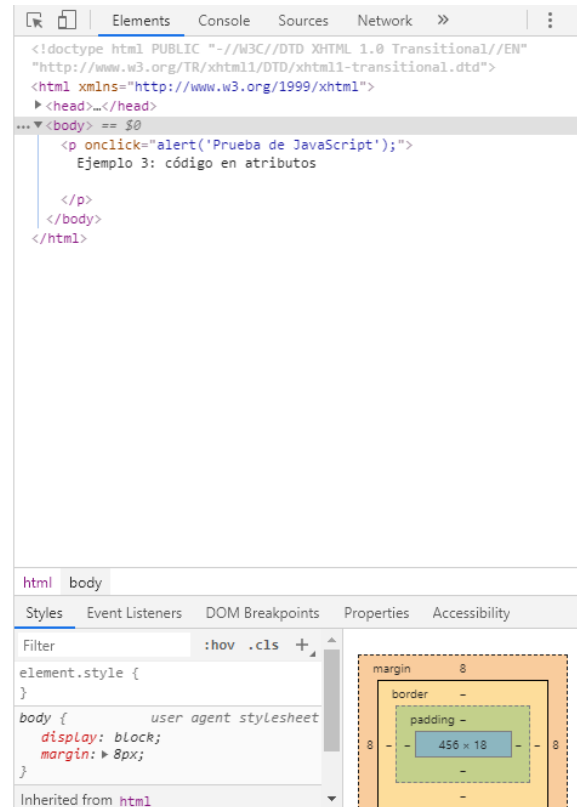 Elements Console Sources Network »
<!doctype html PUBLIC "-//W3C//DTD XHTML 1.0 Transitional//EN"
"http://www.w3.org/TR/xhtml1/DTD/xhtml1-transitional.dtd">
<html xmlns="http://www.w3.org/1999/xhtml">
<head>…</head>
<body> == $0
<p onclick="alert('Prueba de JavaScript');">
Ejemplo 3: código en atributos
</p>
</body>
</html>
html body
Styles Event Listeners DOM Breakpoints Properties Accessibility
Filter :hov .cls +
element.style {
}
body { user agent stylesheet
display: block;
margin: 8px;
}
Inherited from html
margin 8
border –
padding –
8 – – 456 × 18 – – 8
–
–